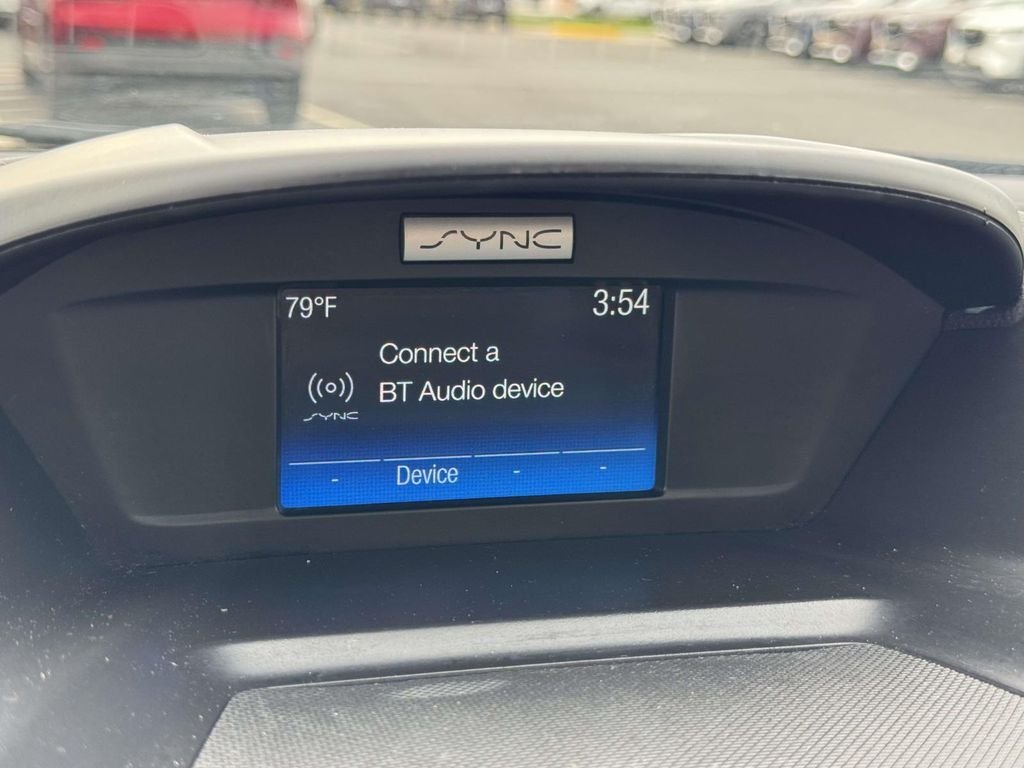 SYNC
79°F 3:54
Connect a
BT Audio device
SYNC
- Device - -